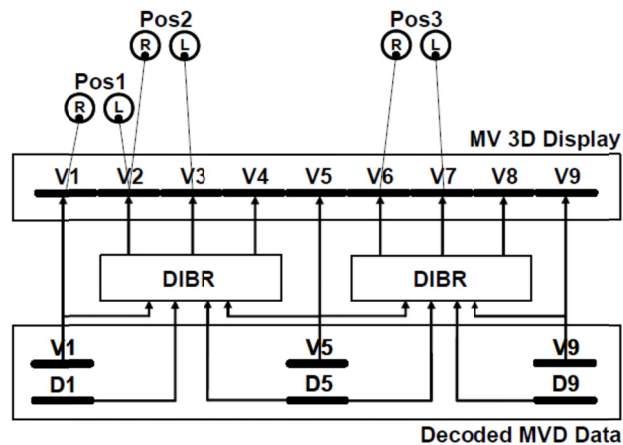 Pos2
Pos3
R L
R L
Pos1
R L
MV 3D Display
V1 V2 V3 V4 V5 V6 V7 V8 V9
DIBR
DIBR
V1 V5 V9
D1 D5 D9
Decoded MVD Data